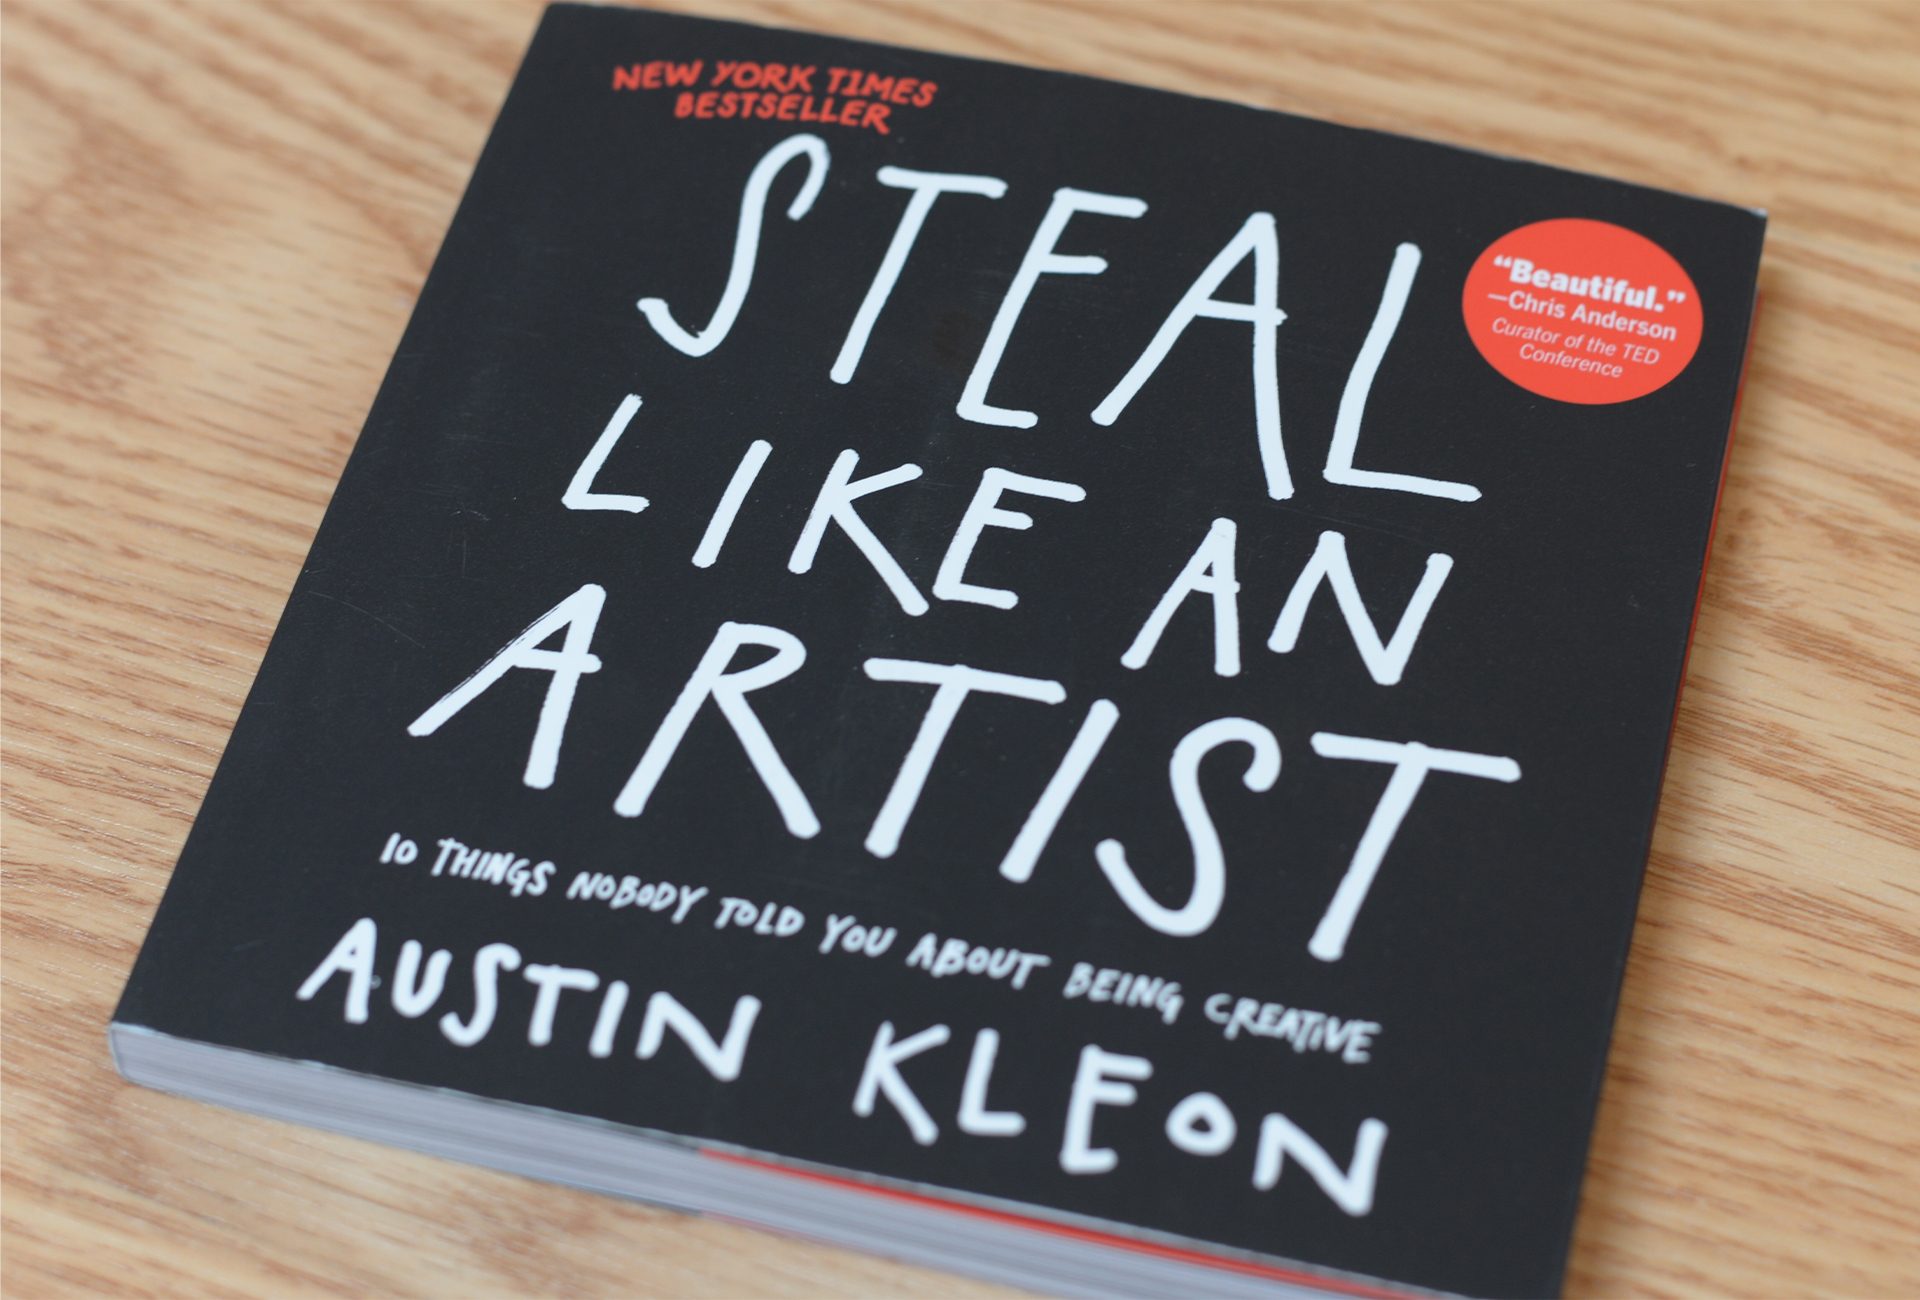 NEW YORK TIMES
BESTSELLER
STEAL
LIKE AN
ARTIST
“Beautiful.”
—Chris Anderson
Curator of the TED
Conference
10 THINGS NOBODY TOLD YOU ABOUT BEING CREATIVE
AUSTIN KLEON